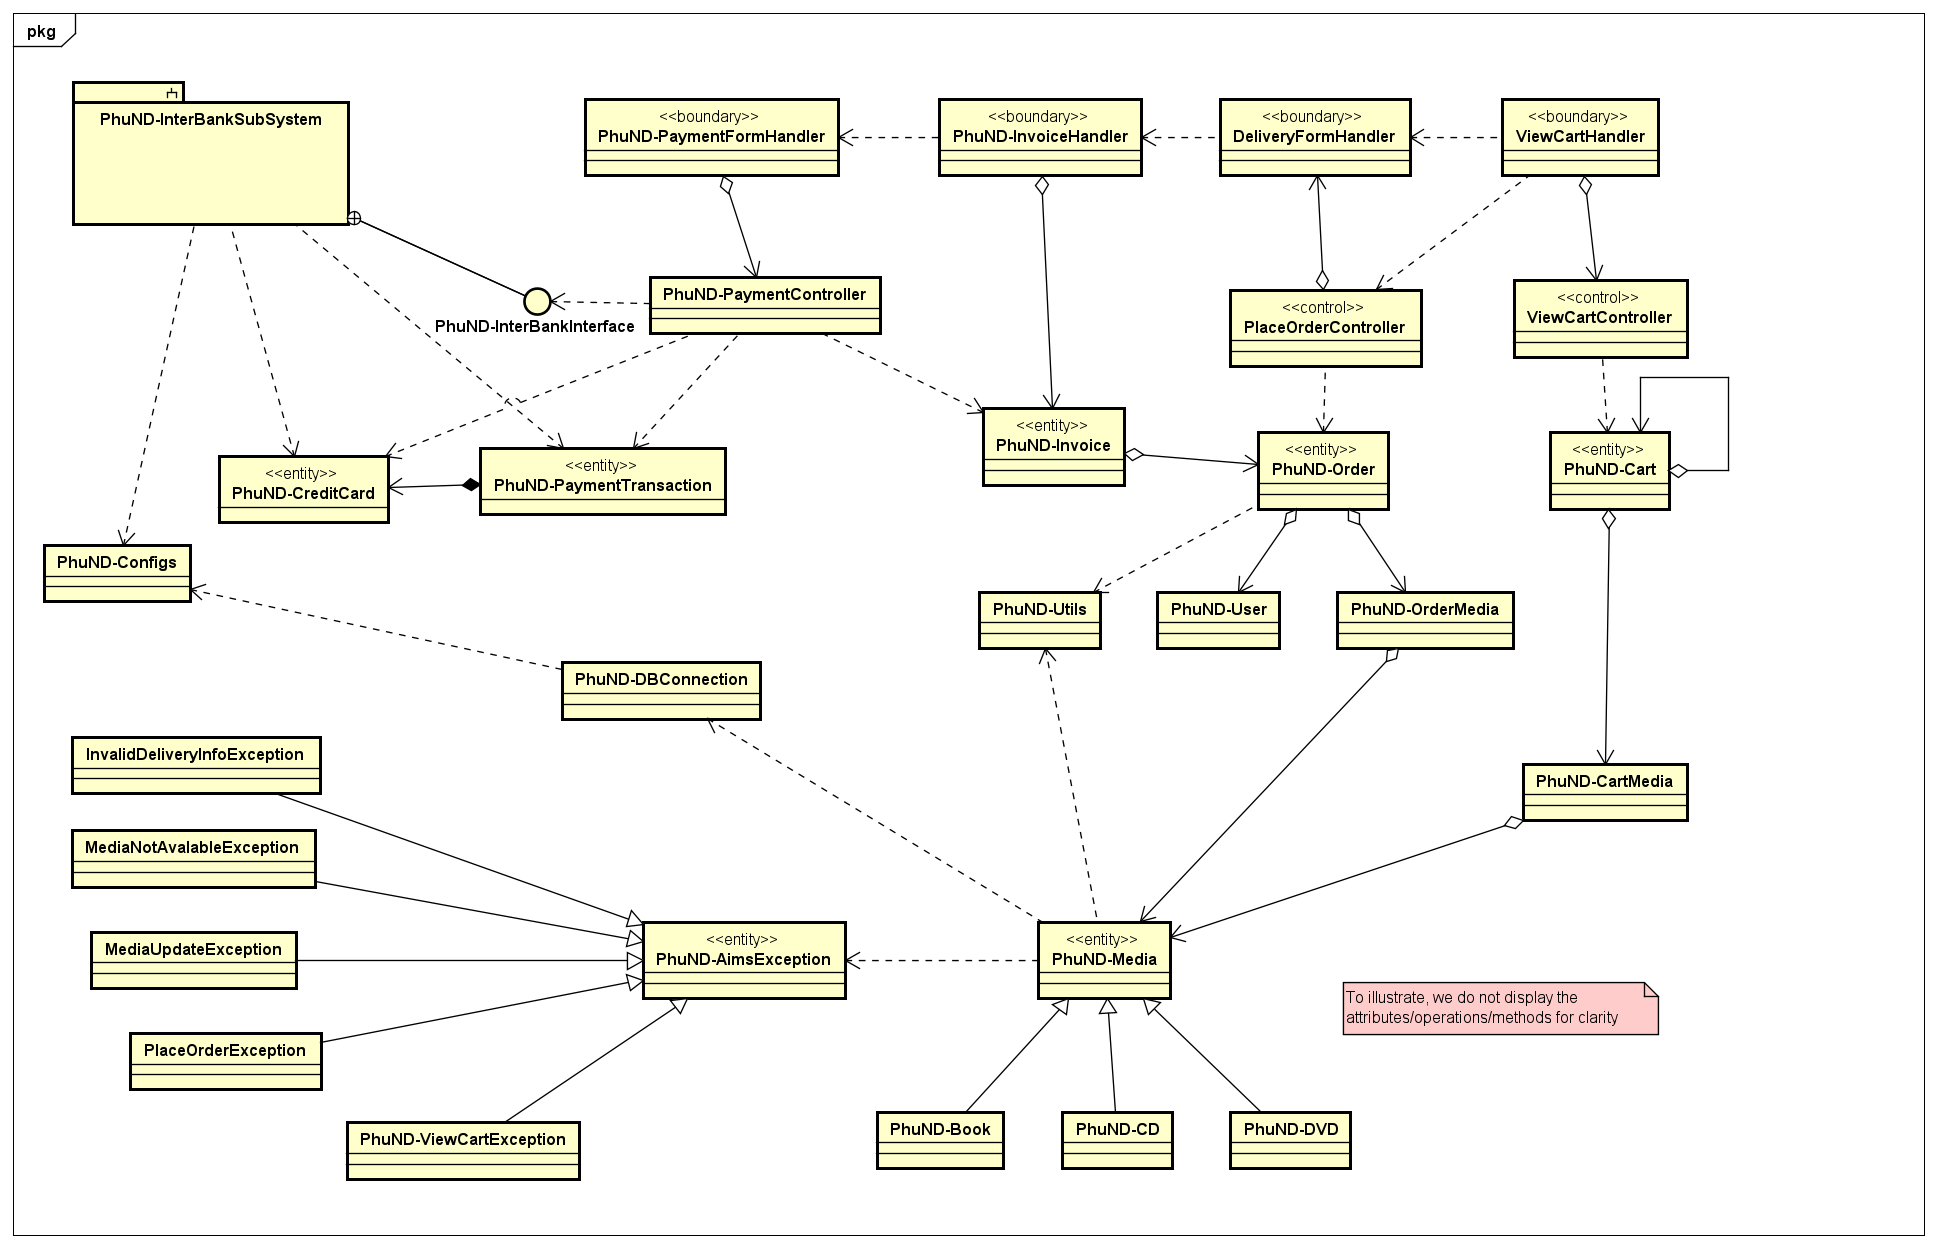 pkg
PhuND-InterBankSubSystem
<<boundary>>
PhuND-PaymentFormHandler
<<boundary>>
PhuND-InvoiceHandler
<<boundary>>
DeliveryFormHandler
<<boundary>>
ViewCartHandler
PhuND-InterBankInterface
PhuND-PaymentController
<<control>>
PlaceOrderController
<<control>>
ViewCartController
<<entity>>
PhuND-CreditCard
<<entity>>
PhuND-PaymentTransaction
<<entity>>
PhuND-Invoice
<<entity>>
PhuND-Order
<<entity>>
PhuND-Cart
PhuND-Configs
PhuND-Utils
PhuND-User
PhuND-OrderMedia
PhuND-DBConnection
InvalidDeliveryInfoException
PhuND-CartMedia
MediaNotAvalableException
MediaUpdateException
<<entity>>
PhuND-AimsException
<<entity>>
PhuND-Media
To illustrate, we do not display the
attributes/operations/methods for clarity
PlaceOrderException
PhuND-ViewCartException
PhuND-Book
PhuND-CD
PhuND-DVD